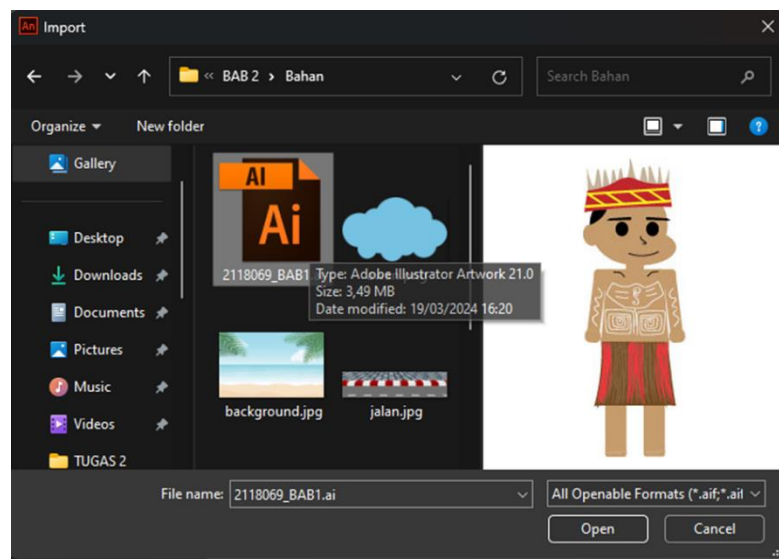 An Import
« BAB 2 > Bahan
Search Bahan
Organize
New folder
Gallery
Desktop
Downloads
Documents
Pictures
Music
Videos
TUGAS 2
AI
Ai
2118069_BAB1
Type: Adobe Illustrator Artwork 21.0
Size: 3,49 MB
Date modified: 19/03/2024 16:20
background.jpg
jalan.jpg
File name:
2118069_BAB1.ai
All Openable Formats (*.aif;*.ait
Open
Cancel